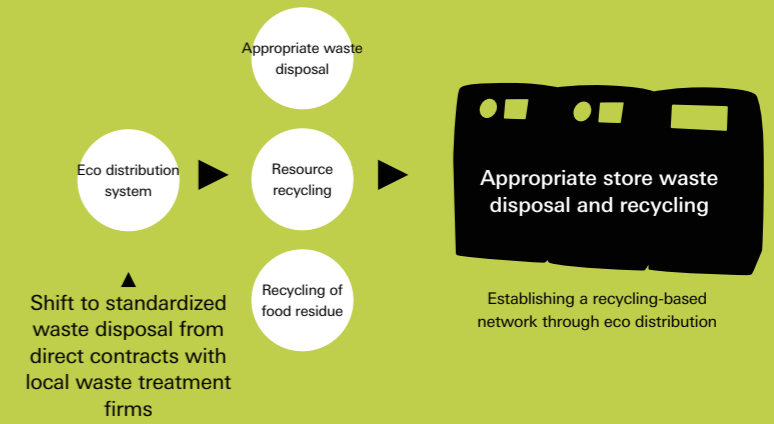 Appropriate waste
disposal
Eco distribution
system
Resource
recycling
Recycling of
food residue
Appropriate store waste
disposal and recycling
Shift to standardized
waste disposal from
direct contracts with
local waste treatment
firms
Establishing a recycling-based
network through eco distribution